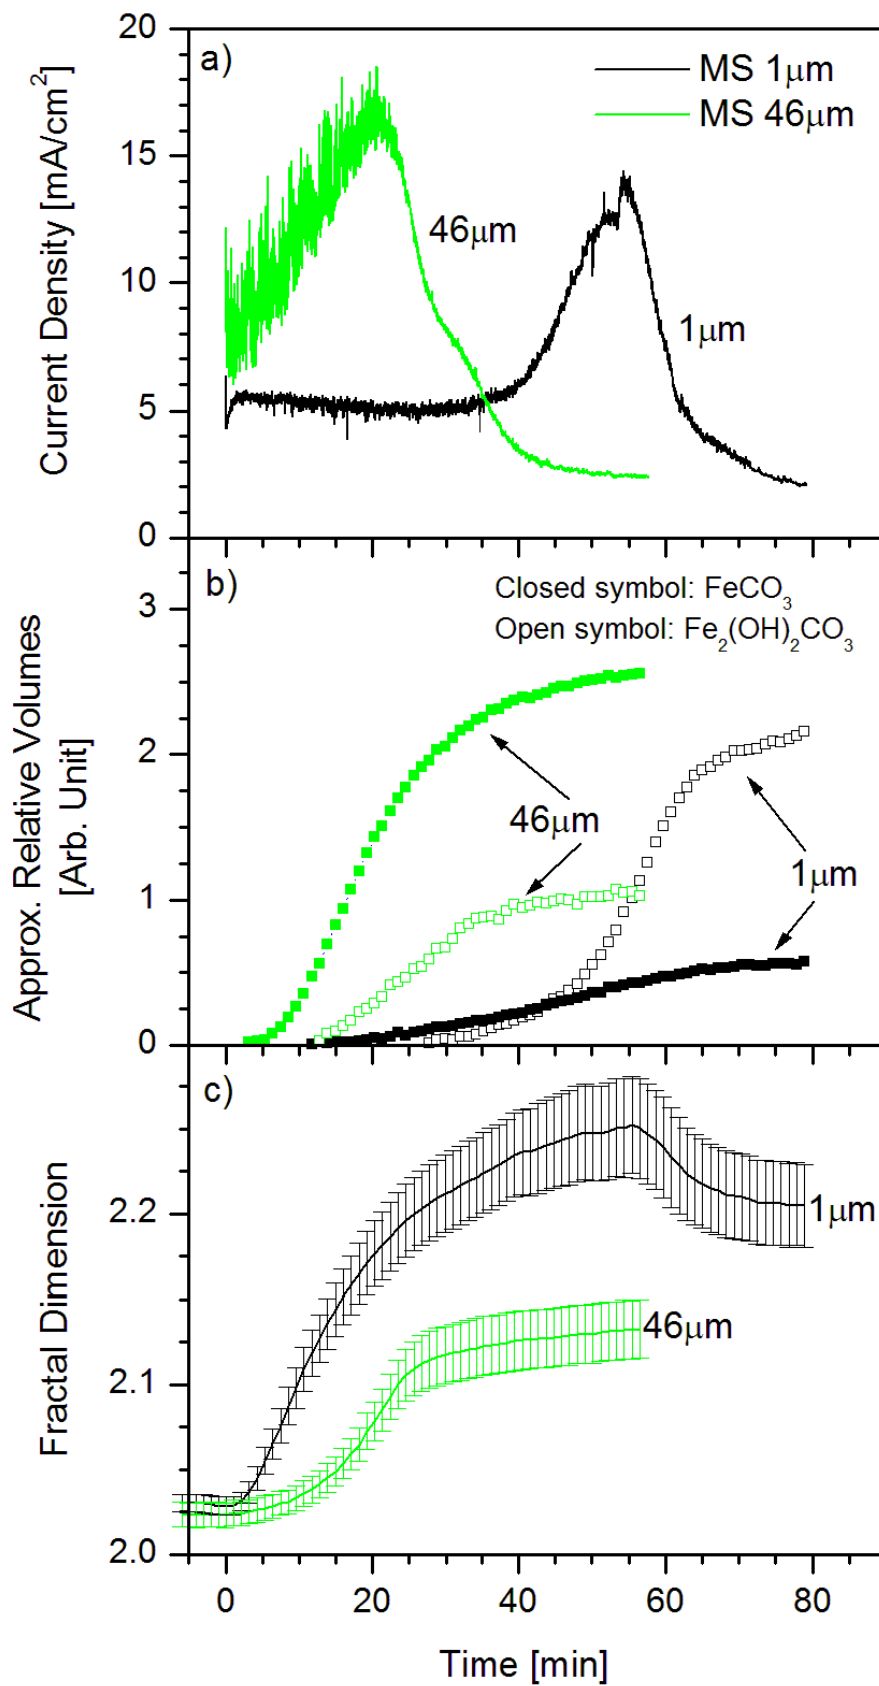 a)
MS 1μm
MS 46μm
46μm
1μm
20
15
10
5
0
Current Density [mA/cm²]
b)
Closed symbol: FeCO₃
Open symbol: Fe₂(OH)₂CO₃
46μm
1μm
3
2
1
0
Approx. Relative Volumes
[Arb. Unit]
c)
1μm
46μm
2.2
2.1
2.0
Fractal Dimension
0 20 40 60 80
Time [min]